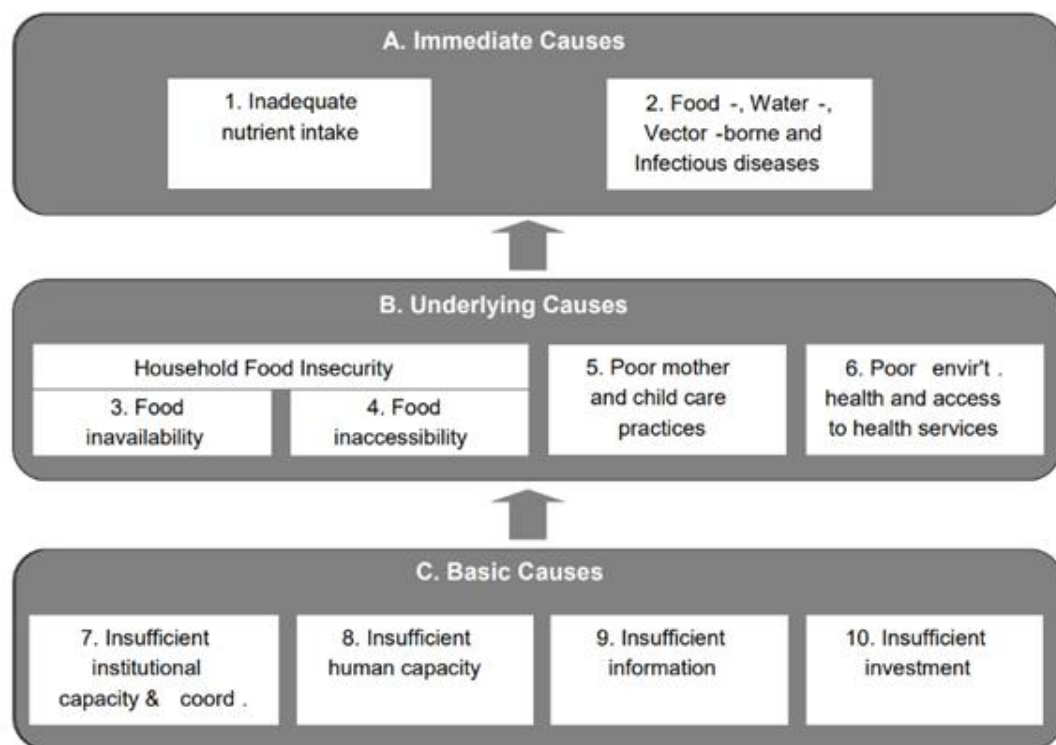 A. Immediate Causes
1. Inadequate
nutrient intake
2. Food -, Water -,
Vector -borne and
Infectious diseases
B. Underlying Causes
Household Food Insecurity
3. Food
inavailability
4. Food
inaccessibility
5. Poor mother
and child care
practices
6. Poor envir't .
health and access
to health services
C. Basic Causes
7. Insufficient
institutional
capacity & coord .
8. Insufficient
human capacity
9. Insufficient
information
10. Insufficient
investment